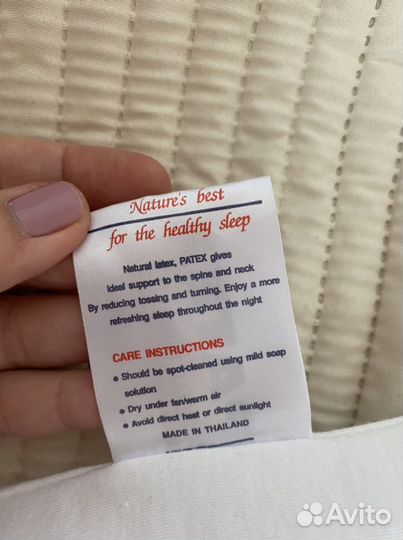 Nature's best
for the healthy sleep
Natural latex, PATEX gives
ideal support to the spine and neck
By reducing tossing and turning. Enjoy a more
refreshing sleep throughout the night
CARE INSTRUCTIONS
• Should be spot-cleaned using mild soap
solution
• Dry under fan/warm air
• Avoid direct heat or direct sunlight
MADE IN THAILAND
Avito